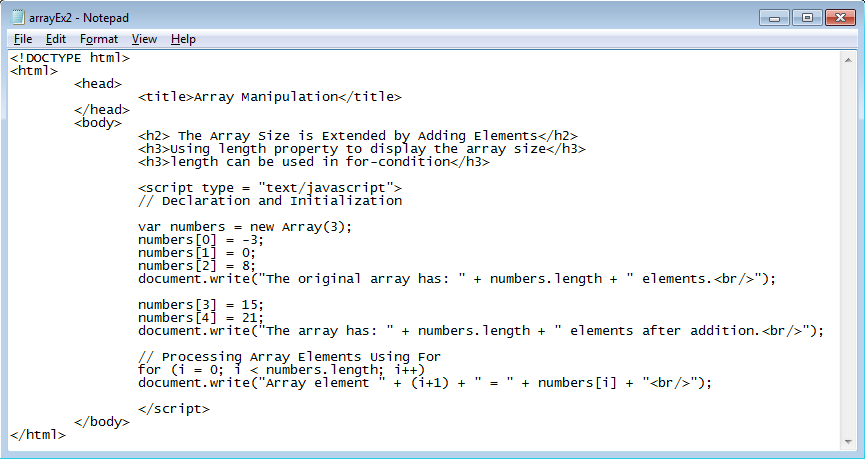 arrayEx2 - Notepad
File Edit Format View Help
<!DOCTYPE html>
<html>
<head>
<title>Array Manipulation</title>
</head>
<body>
<h2> The Array Size is Extended by Adding Elements</h2>
<h3>Using length property to display the array size</h3>
<h3>length can be used in for-condition</h3>
<script type = "text/javascript">
// Declaration and Initialization
var numbers = new Array(3);
numbers[0] = -3;
numbers[1] = 0;
numbers[2] = 8;
document.write("The original array has: " + numbers.length + " elements.<br/>");
numbers[3] = 15;
numbers[4] = 21;
document.write("The array has: " + numbers.length + " elements after addition.<br/>");
// Processing Array Elements Using For
for (i = 0; i < numbers.length; i++)
document.write("Array element " + (i+1) + " = " + numbers[i] + "<br/>");
</script>
</body>
</html>